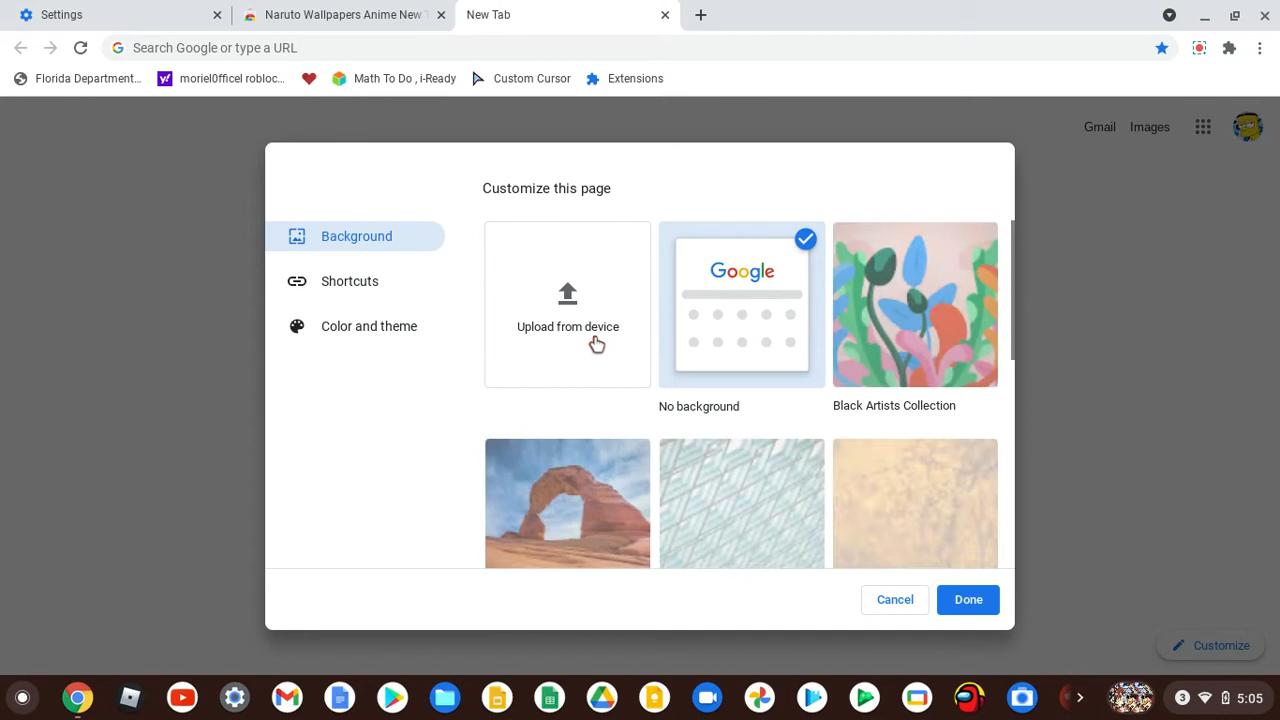 Settings
Naruto Wallpapers Anime New T
New Tab
Search Google or type a URL
Florida Department...
moriel0fficel robloc...
Math To Do , i-Ready
Custom Cursor
Extensions
Gmail
Images
Customize this page
Background
Shortcuts
Color and theme
Upload from device
Google
No background
Black Artists Collection
Cancel
Done
Customize
3
5:05